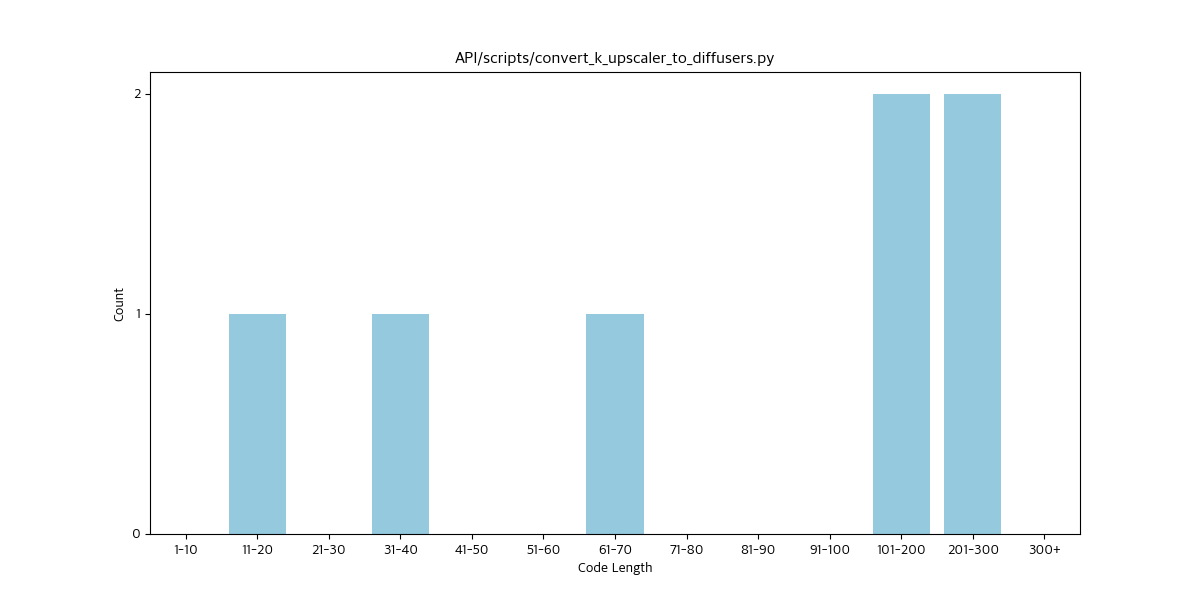 API/scripts/convert_k_upscaler_to_diffusers.py
2
1
0
Count
1-10 11-20 21-30 31-40 41-50 51-60 61-70 71-80 81-90 91-100 101-200 201-300 300+
Code Length